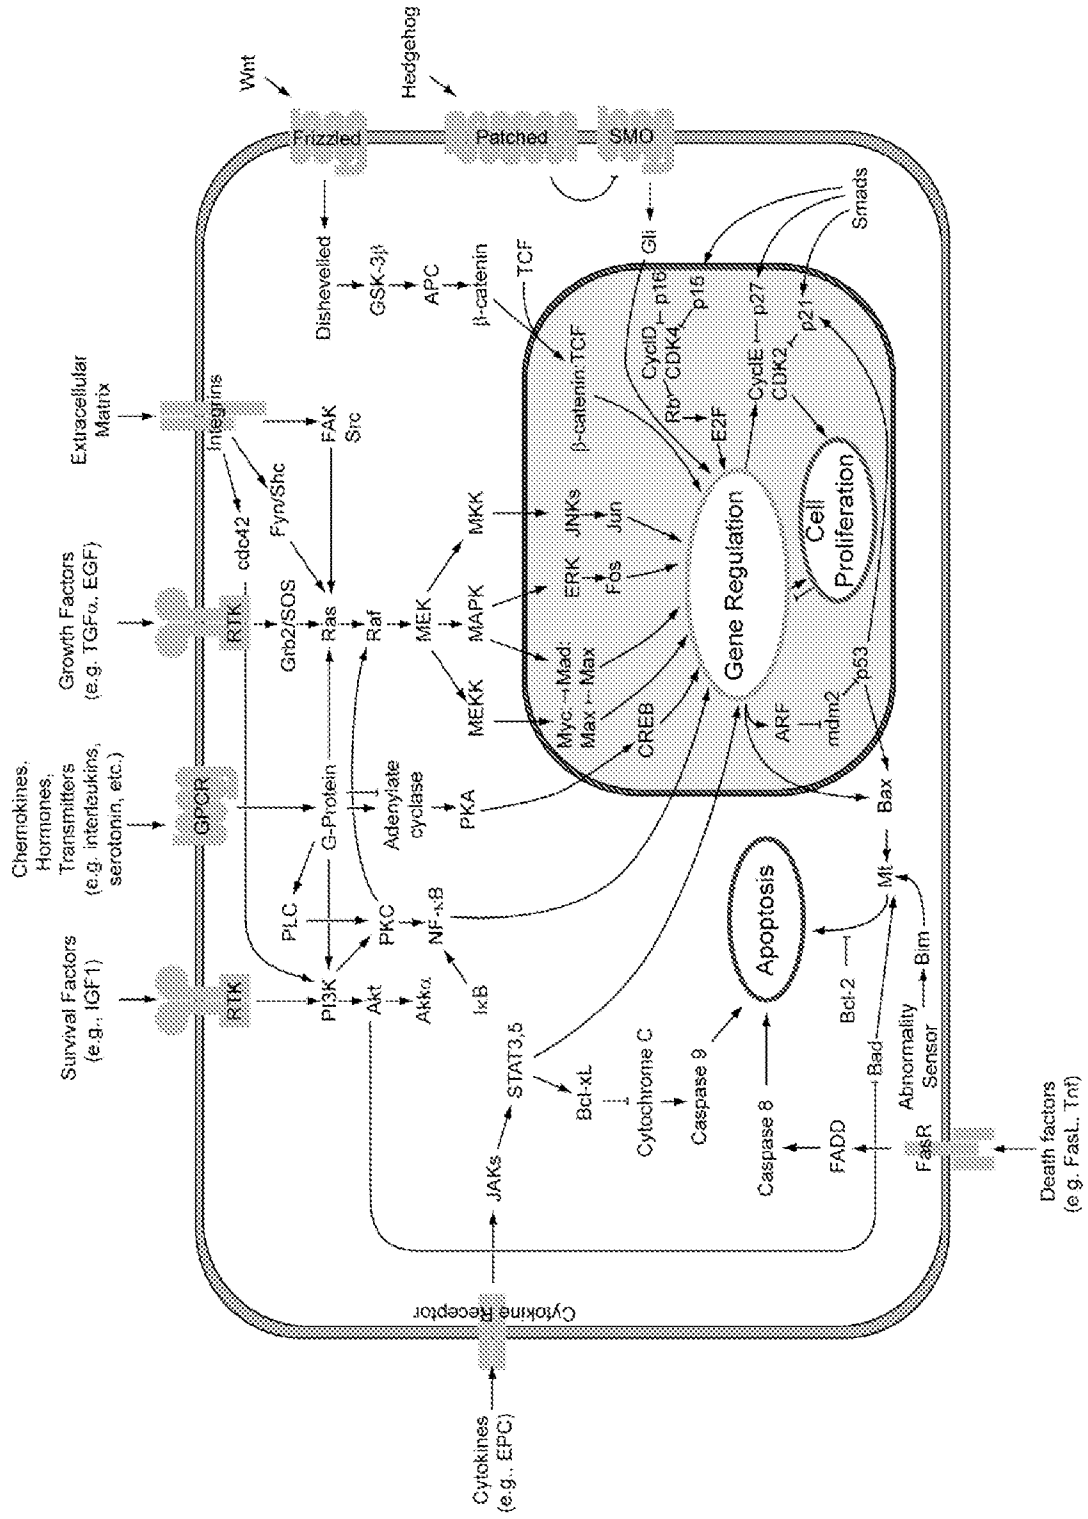 Survival Factors
(e.g., IGF1)
Chemokines,
Hormones,
Transmitters
(e.g. interleukins,
serotonin, etc.)
Growth Factors
(e.g. TGFα, EGF)
Extracellular
Matrix
Wnt
Hedgehog
RTK
GPCR
RTK
Integrins
Frizzled
Patched
SMO
cdc42
Fyn/Shc
Grb2/SOS
PLC
G-Protein
PI3K
Ras
FAK
Src
Dishevelled
Akt
PKC
Adenylate
cyclase
Raf
GSK-3β
Akkα
NF-κB
PKA
MEK
APC
IκB
MEKK
MAPK
MKK
β-catenin
TCF
Cytokines
(e.g., EPC)
Cytokine Receptor
JAKs
STAT3,5
Bcl-xL
Cytochrome C
Caspase 9
Caspase 8
FADD
FasR
Death factors
(e.g. FasL, Tnf)
Myc:→Mad:
Max←Max
CREB
ERK
Fos
JNKs
Jun
β-catenin:TCF
Gli
Gene Regulation
Rb
E2F
CyclD
CDK4
p16
p15
CyclE
CDK2
p27
p21
Smads
ARF
mdm2
p53
Cell
Proliferation
Bax
Mt
Apoptosis
Bcl-2
Bad
Bim
Abnormality
Sensor